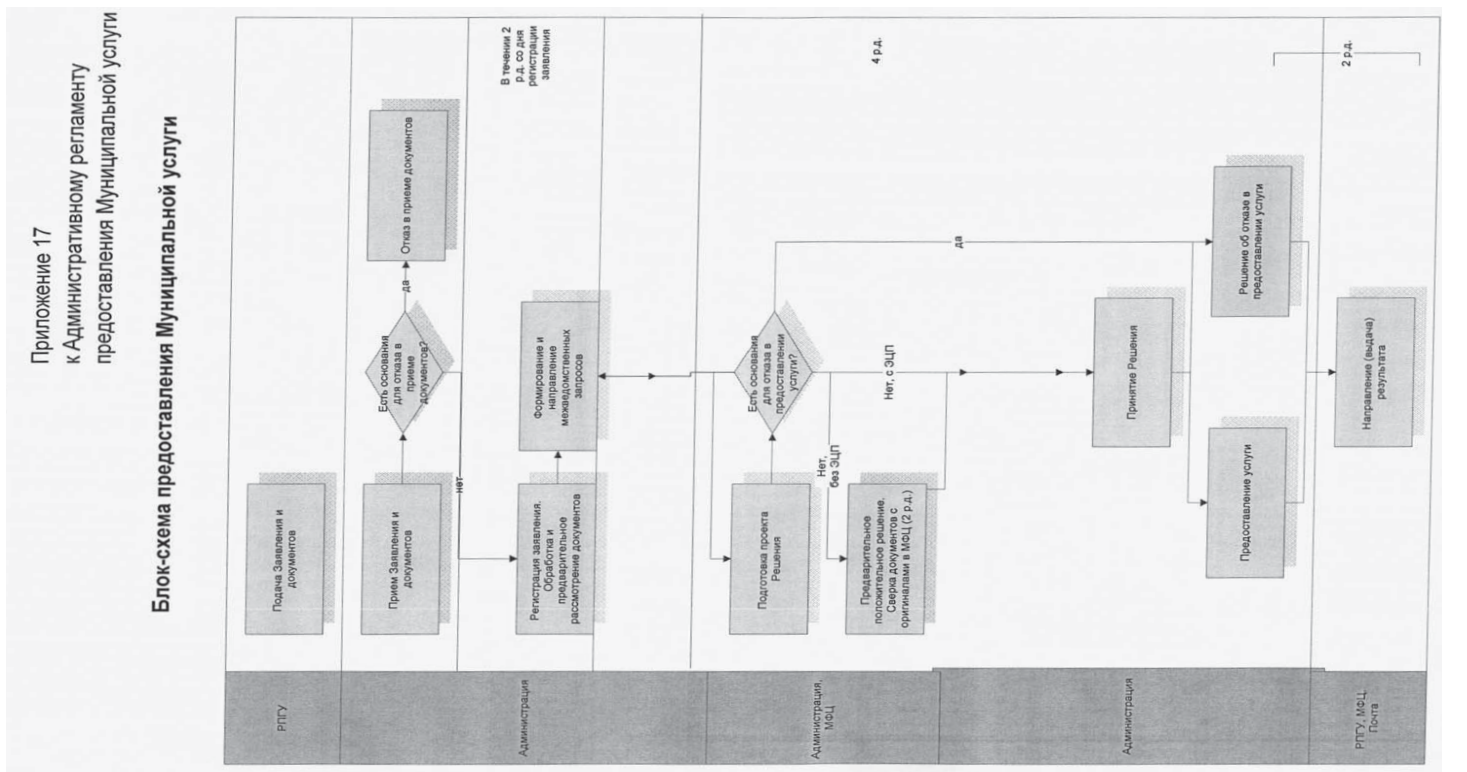 Приложение 17
к Административному регламенту
предоставления Муниципальной услуги
Блок-схема предоставления Муниципальной услуги
РПГУ
Подача Заявления и
документов
Администрация
Прием Заявления и
документов
Есть основания
для отказа в
приеме
документов?
да
Отказ в приеме документов
нет
Регистрация заявления.
Обработка и
предварительное
рассмотрение документов
Формирование и
направление
межведомственных
запросов
В течении 2
р.д. со дня
регистрации
заявления
Администрация,
МФЦ
Подготовка проекта
Решения
Есть основания
для отказа в
предоставлении
услуги?
Нет,
без ЭЦП
Нет, с ЭЦП
да
4 р.д.
Предварительное
положительное решение.
Сверка документов с
оригиналами в МФЦ (2 р.д.)
Администрация
Принятие Решения
Предоставление услуги
Решение об отказе в
предоставлении услуги
РПГУ, МФЦ,
Почта
Направление (выдача)
результата
2 р.д.